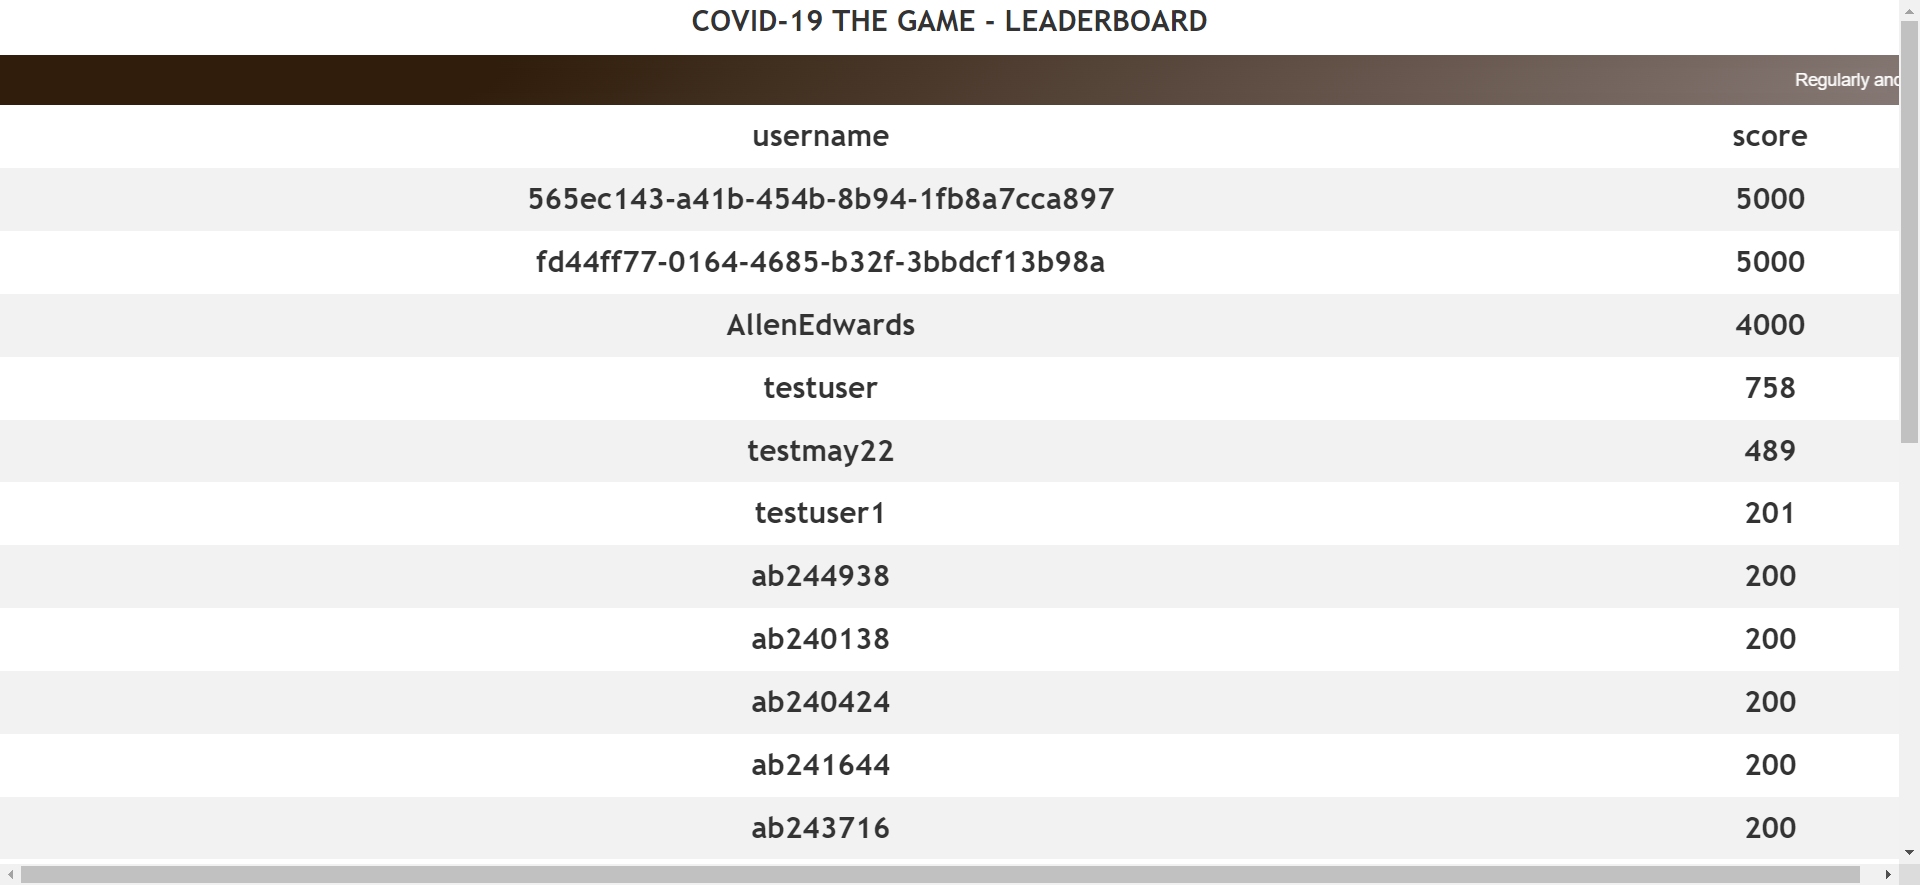 COVID-19 THE GAME - LEADERBOARD
Regularly and
username score
565ec143-a41b-454b-8b94-1fb8a7cca897 5000
fd44ff77-0164-4685-b32f-3bbdcf13b98a 5000
AllenEdwards 4000
testuser 758
testmay22 489
testuser1 201
ab244938 200
ab240138 200
ab240424 200
ab241644 200
ab243716 200